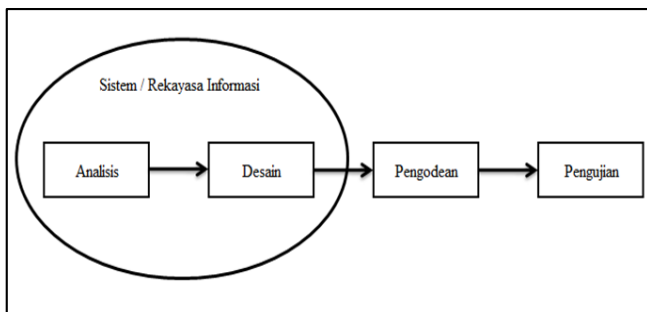 Sistem / Rekayasa Informasi
Analisis
Desain
Pengodean
Pengujian